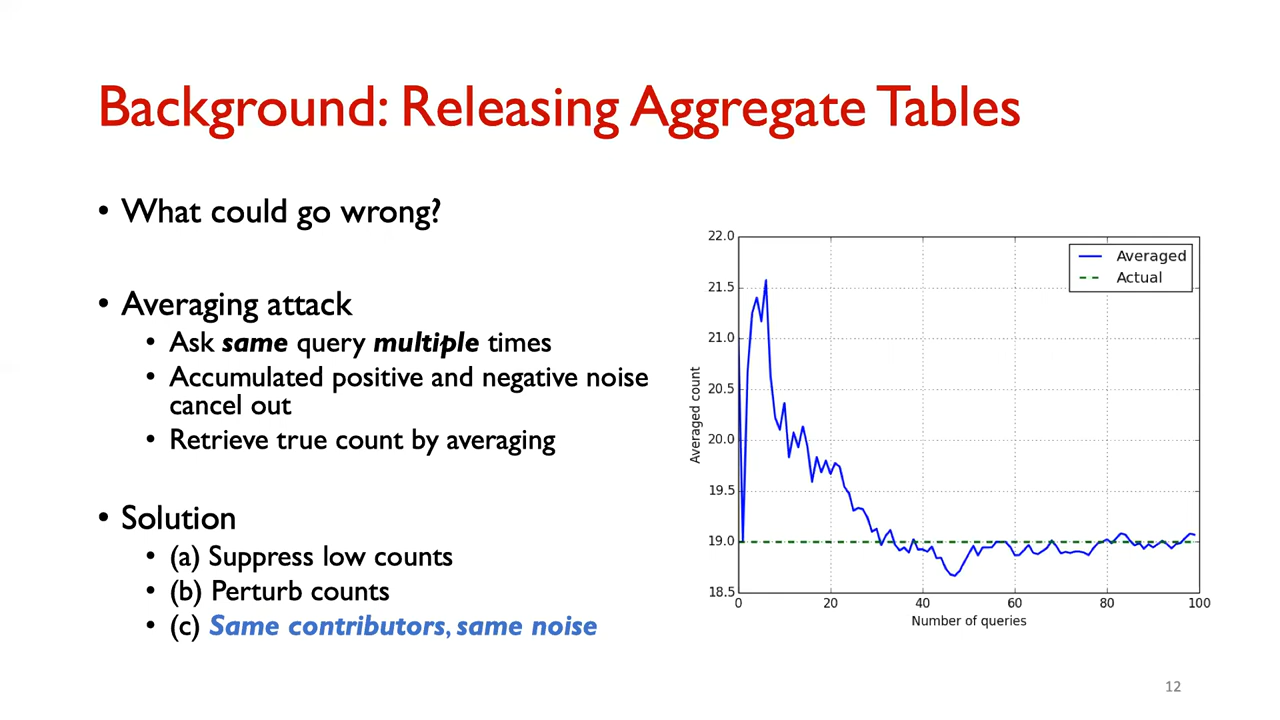 Background: Releasing Aggregate Tables
• What could go wrong?
• Averaging attack
• Ask same query multiple times
• Accumulated positive and negative noise
cancel out
• Retrieve true count by averaging
• Solution
• (a) Suppress low counts
• (b) Perturb counts
• (c) Same contributors, same noise
Averaged
Actual
22.0
21.5
21.0
20.5
20.0
19.5
19.0
18.5
Averaged count
0 20 40 60 80 100
Number of queries
12